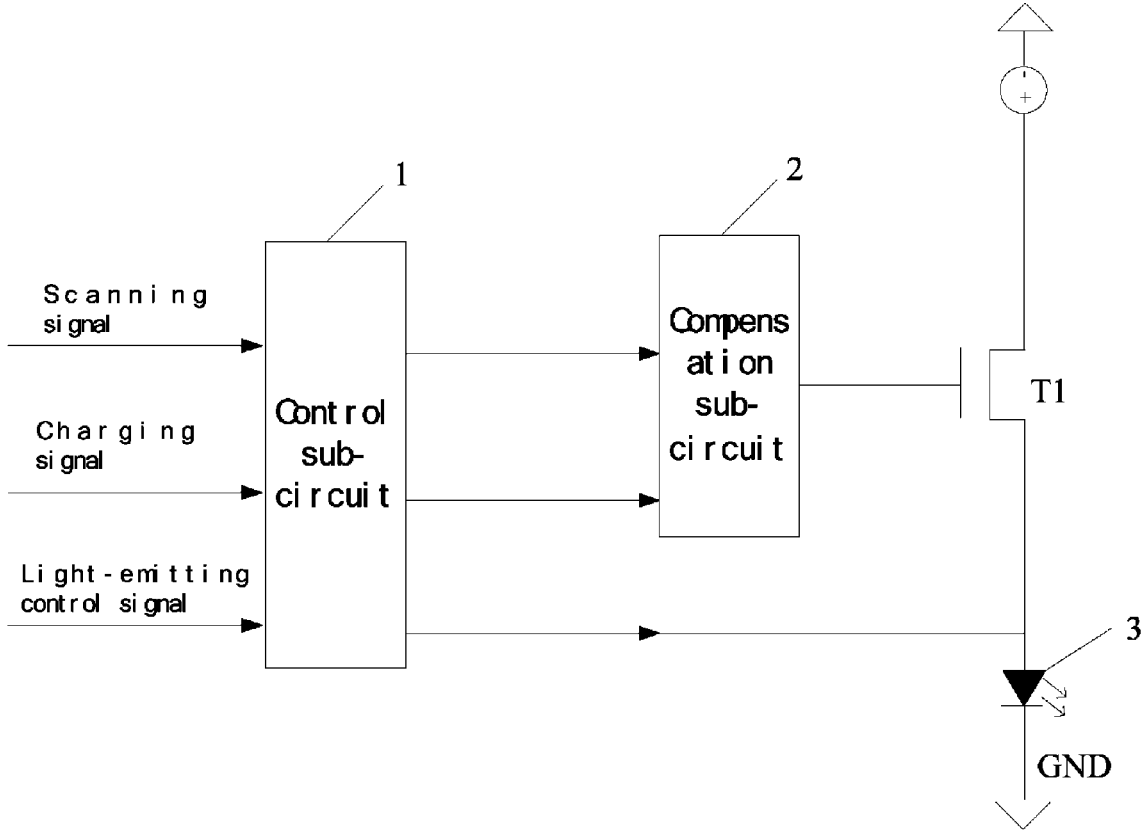 +
1
2
Scanning
signal
Charging
signal
Light-emitting
control signal
Control
sub-
circuit
Compens
ation
sub-
circuit
T1
3
GND